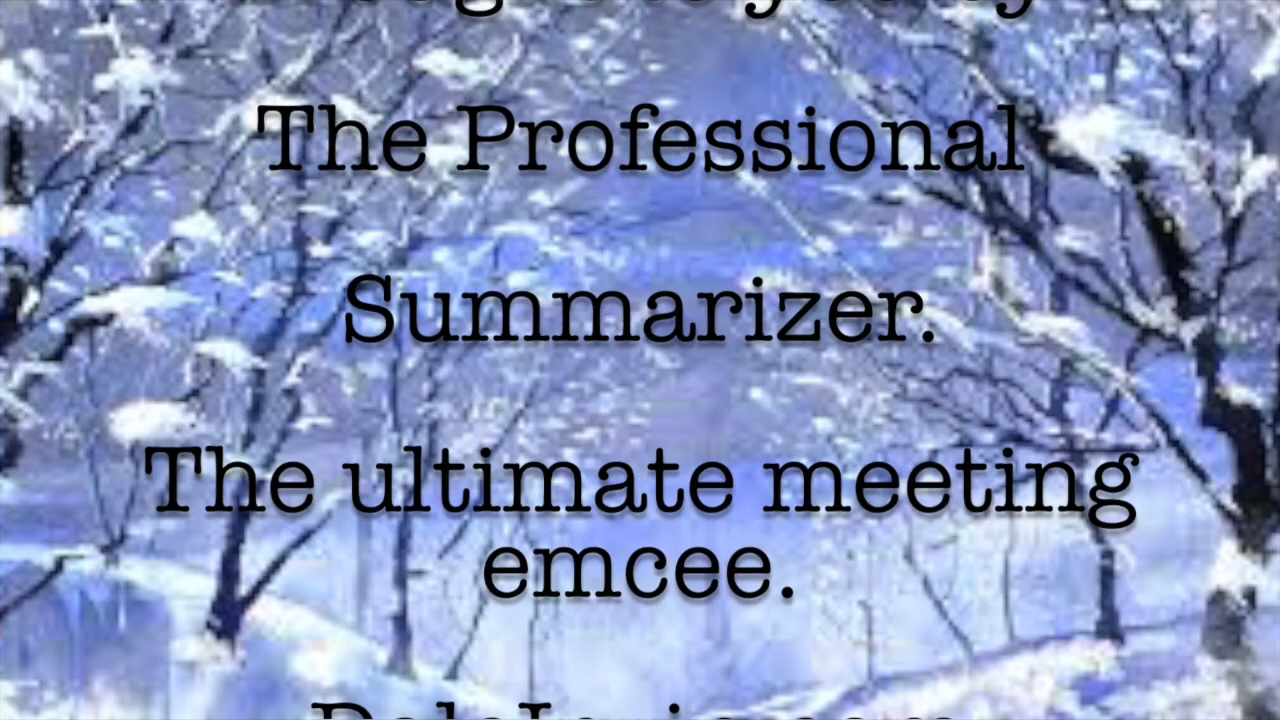 The Professional
Summarizer.
The ultimate meeting
emcee.